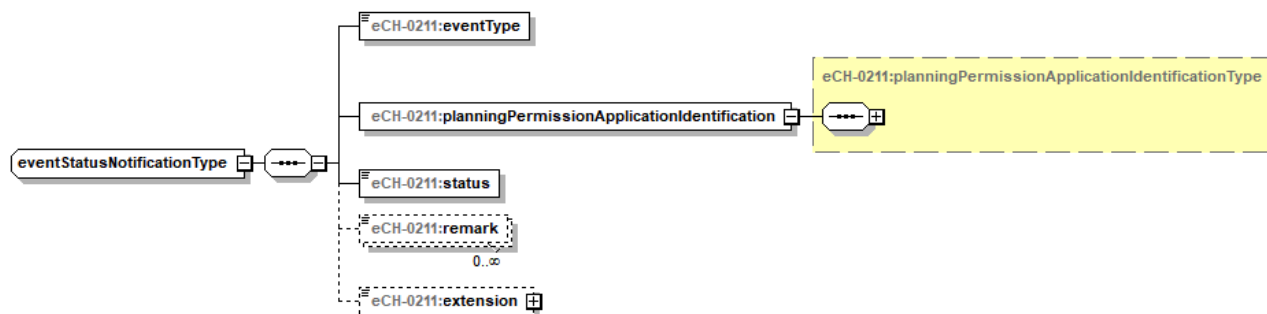 eCH-0211:eventType
eCH-0211:planningPermissionApplicationIdentificationType
eCH-0211:planningPermissionApplicationIdentification
eventStatusNotificationType
eCH-0211:status
eCH-0211:remark
0..∞
eCH-0211:extension